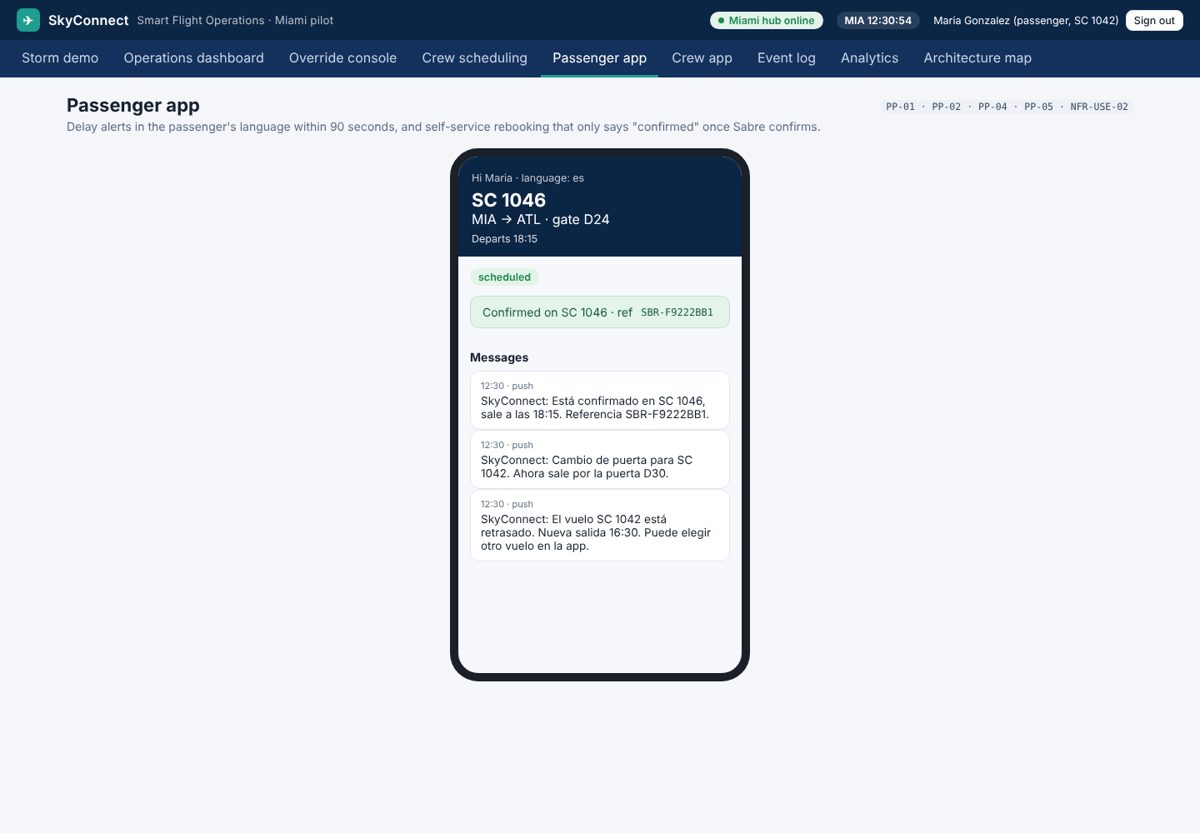 SkyConnect Smart Flight Operations · Miami pilot
Miami hub online
MIA 12:30:54
Maria Gonzalez (passenger, SC 1042)
Sign out
Storm demo
Operations dashboard
Override console
Crew scheduling
Passenger app
Crew app
Event log
Analytics
Architecture map
Passenger app
PP-01 · PP-02 · PP-04 · PP-05 · NFR-USE-02
Delay alerts in the passenger's language within 90 seconds, and self-service rebooking that only says "confirmed" once Sabre confirms.
Hi Maria · language: es
SC 1046
MIA → ATL · gate D24
Departs 18:15
scheduled
Confirmed on SC 1046 · ref SBR-F9222BB1
Messages
12:30 · push
SkyConnect: Está confirmado en SC 1046,
sale a las 18:15. Referencia SBR-F9222BB1.
12:30 · push
SkyConnect: Cambio de puerta para SC
1042. Ahora sale por la puerta D30.
12:30 · push
SkyConnect: El vuelo SC 1042 está
retrasado. Nueva salida 16:30. Puede elegir
otro vuelo en la app.